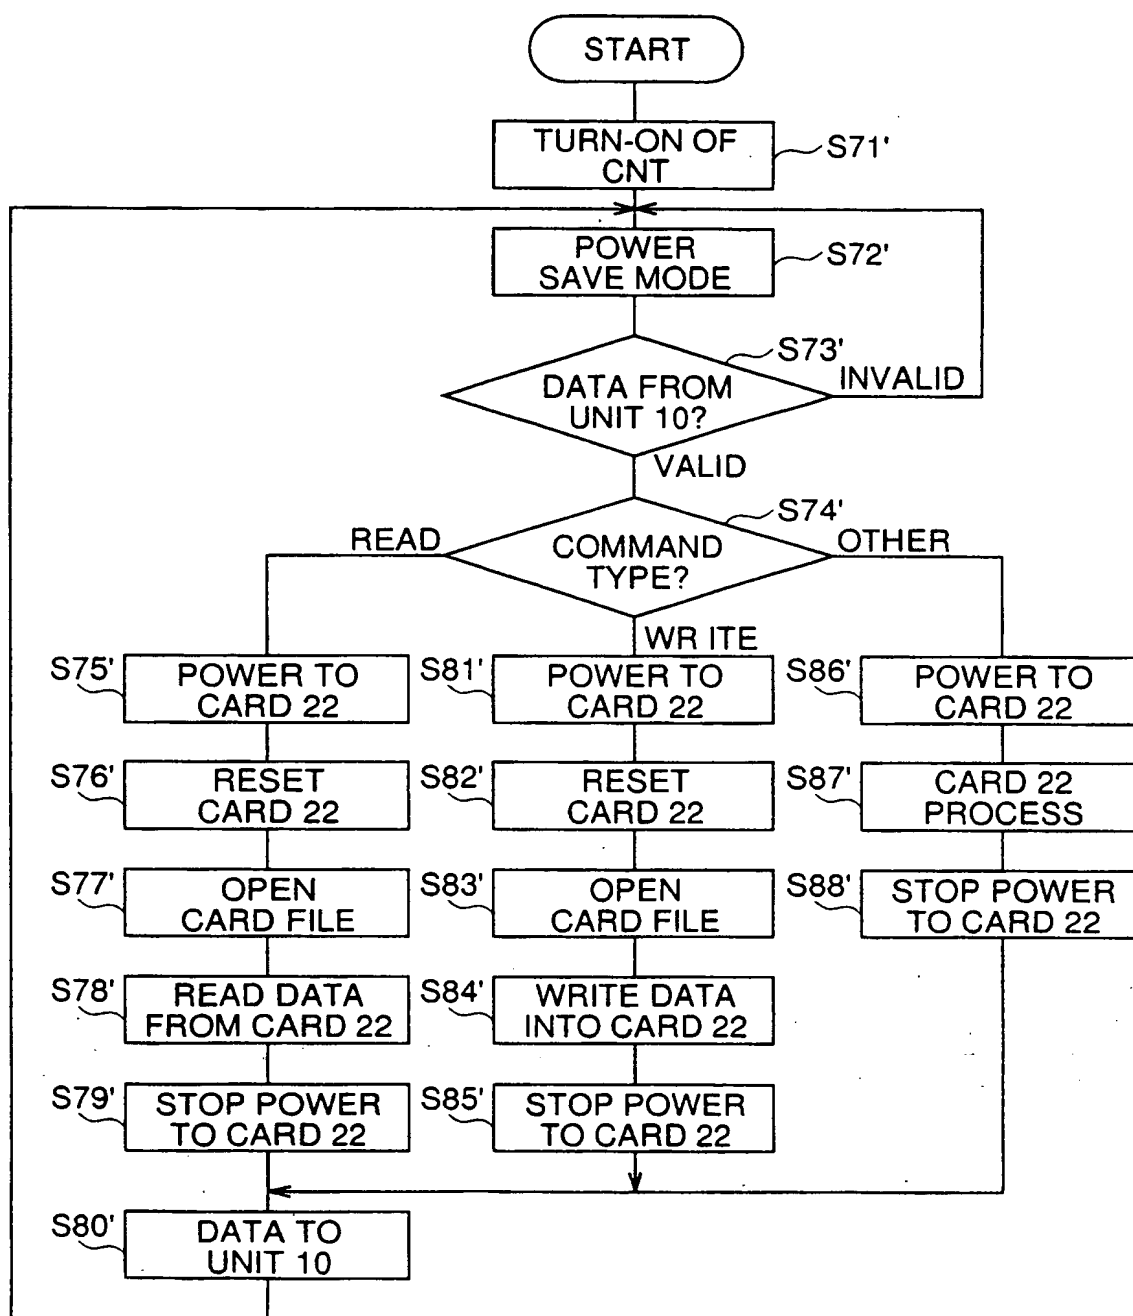 START
TURN-ON OF
CNT
S71'
POWER
SAVE MODE
S72'
S73'
DATA FROM
UNIT 10?
INVALID
VALID
S74'
READ
COMMAND
TYPE?
OTHER
WR ITE
S75'
POWER TO
CARD 22
S81'
POWER TO
CARD 22
S86'
POWER TO
CARD 22
S76'
RESET
CARD 22
S82'
RESET
CARD 22
S87'
CARD 22
PROCESS
S77'
OPEN
CARD FILE
S83'
OPEN
CARD FILE
S88'
STOP POWER
TO CARD 22
S78'
READ DATA
FROM CARD 22
S84'
WRITE DATA
INTO CARD 22
S79'
STOP POWER
TO CARD 22
S85'
STOP POWER
TO CARD 22
S80'
DATA TO
UNIT 10